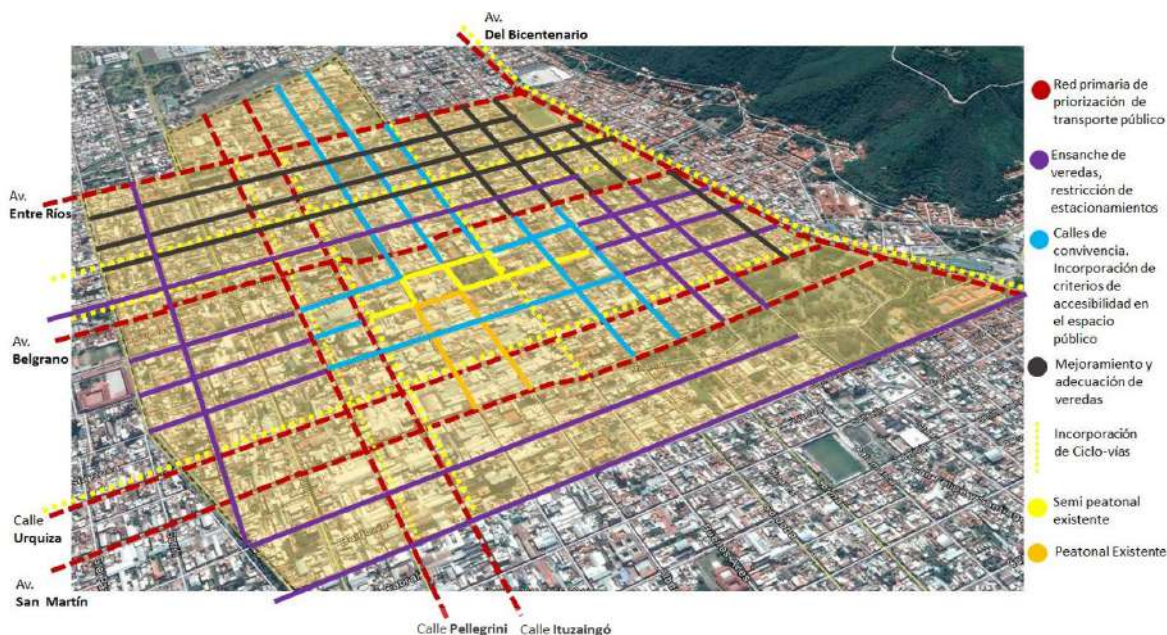 Av.
Del Bicentenario
Av.
Entre Ríos
Av.
Belgrano
Calle
Urquiza
Av.
San Martín
Calle Pellegrini
Calle Ituzaingó
Red primaria de
priorización de
transporte público
Ensanche de
veredas,
restricción de
estacionamientos
Calles de
convivencia.
Incorporación de
criterios de
accesibilidad en
el espacio
público
Mejoramiento y
adecuación de
veredas
Incorporación
de Ciclo-vías
Semi peatonal
existente
Peatonal Existente